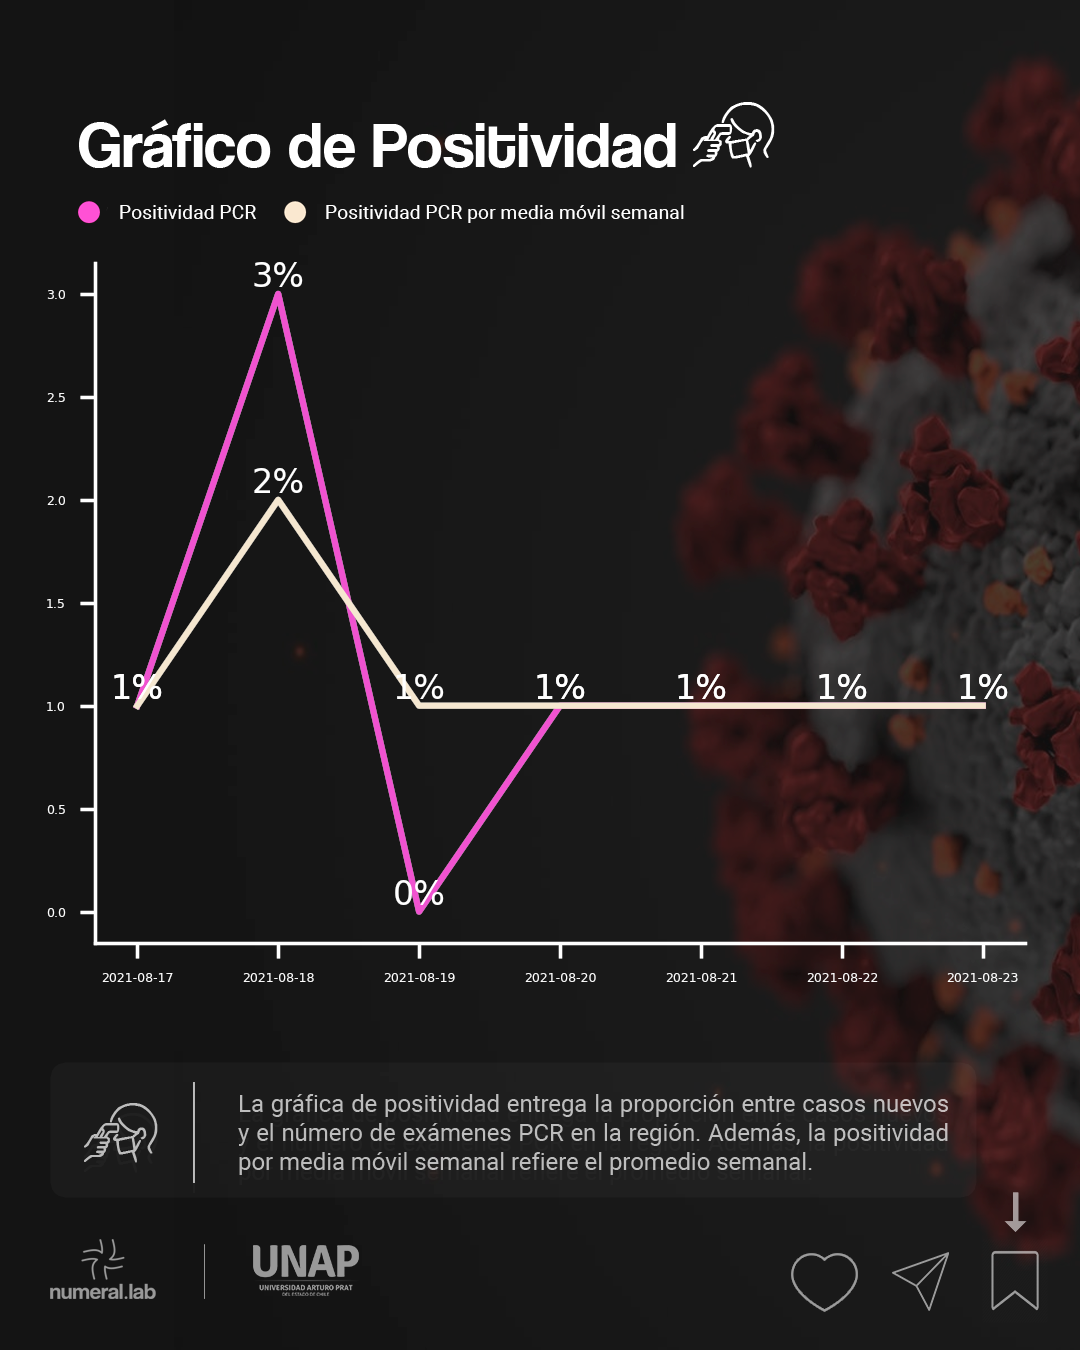 Gráfico de Positividad
Positividad PCR
Positividad PCR por media móvil semanal
3%
3.0
2.5
2%
2.0
1.5
1%
1%
1%
1%
1%
1%
1.0
0.5
0%
0.0
2021-08-17
2021-08-18
2021-08-19
2021-08-20
2021-08-21
2021-08-22
2021-08-23
La gráfica de positividad entrega la proporción entre casos nuevos
y el número de exámenes PCR en la región. Además, la positividad
por media móvil semanal refiere el promedio semanal.
numeral.lab
UNAP
UNIVERSIDAD ARTURO PRAT
DEL ESTADO DE CHILE